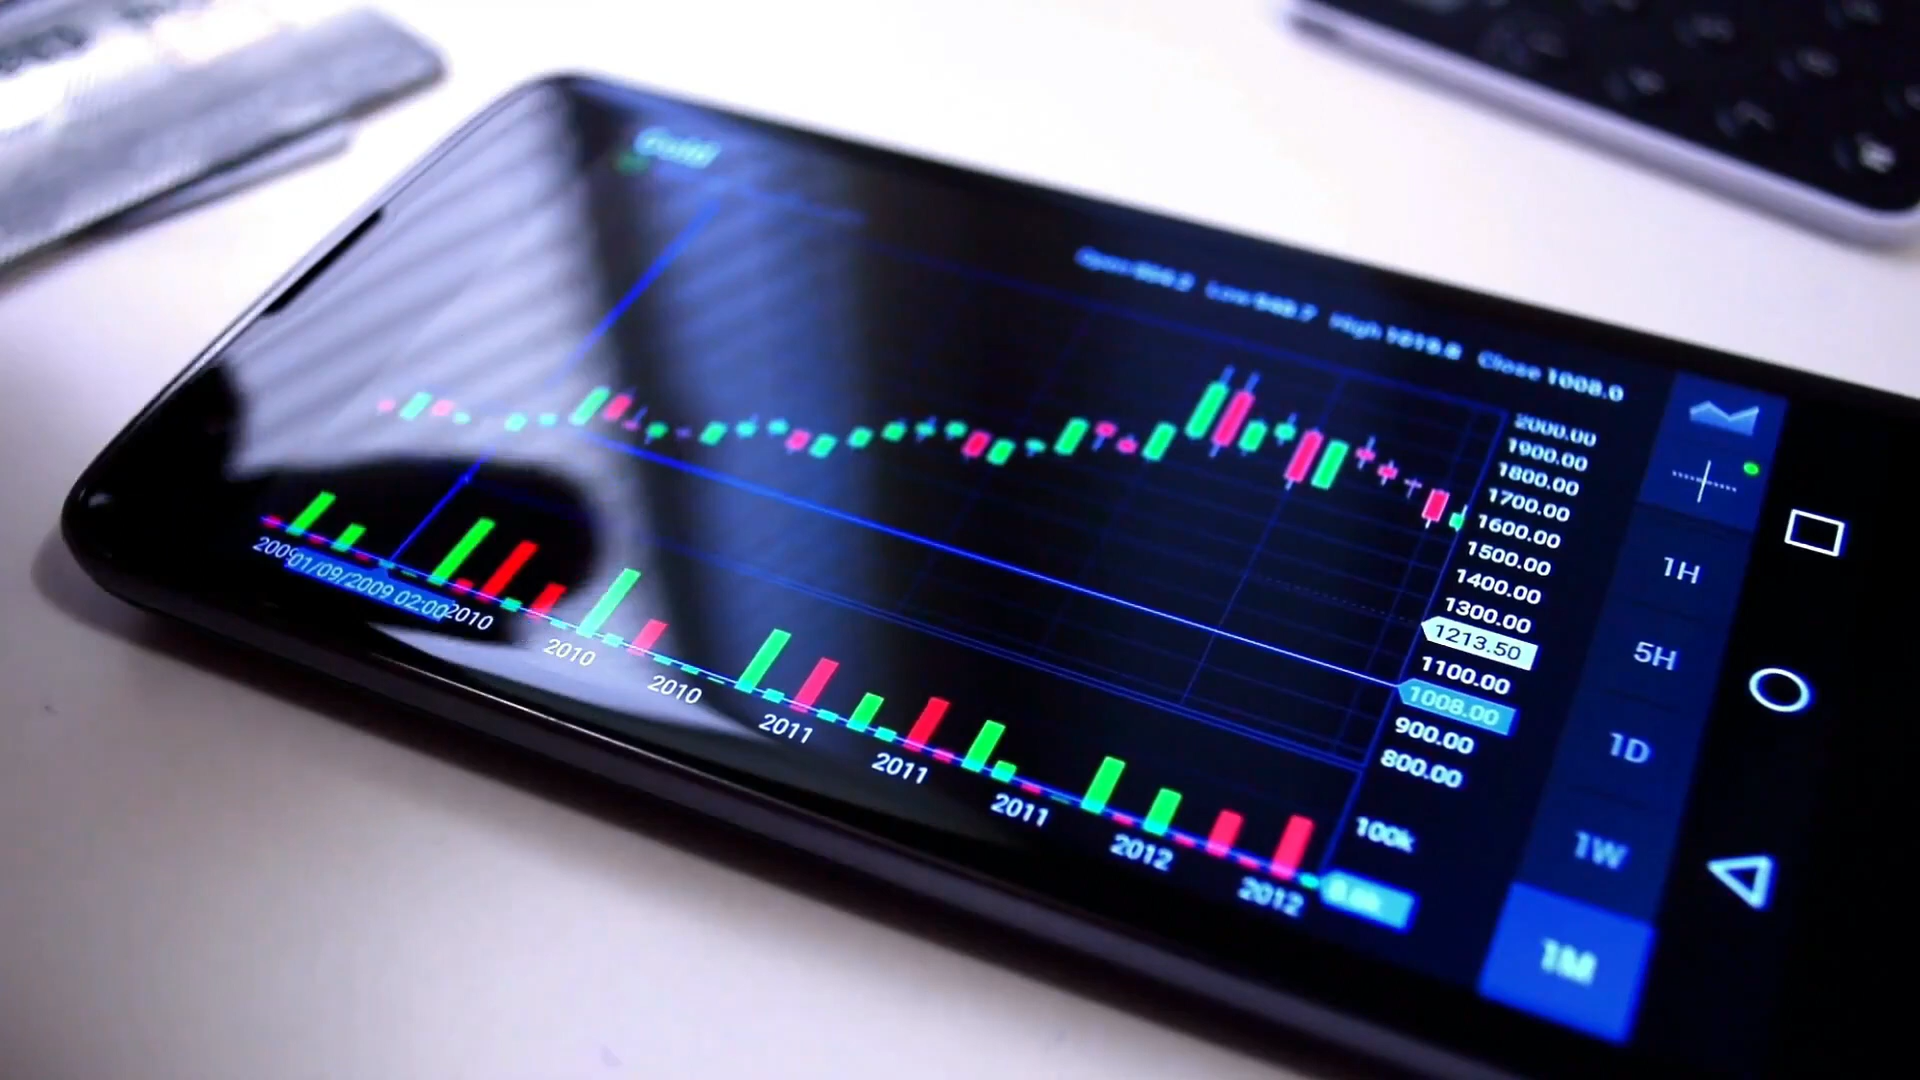 Gold
Close 1008.0
2000.00
1900.00
1800.00
1700.00
1600.00
1500.00
1400.00
1300.00
1213.50
1100.00
1008.00
900.00
800.00
100k
1H
5H
1D
1W
1M
2009 01/09/2009 02:00 2010 2010 2010 2011 2011 2011 2012 2012